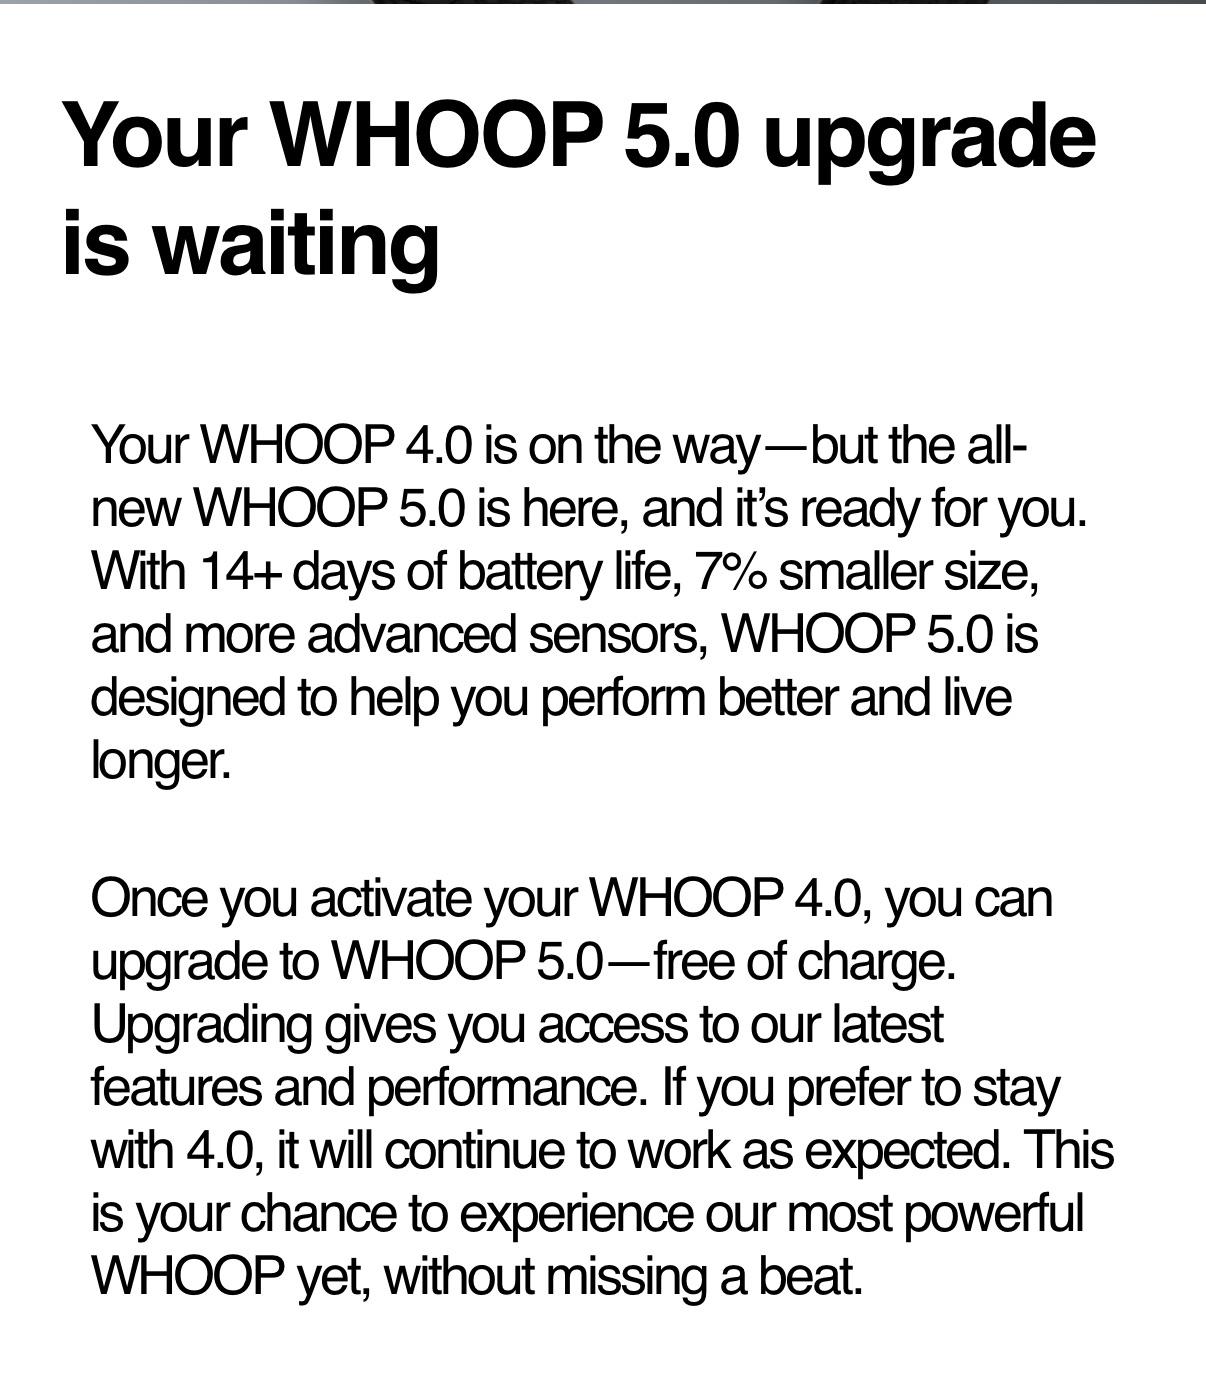 Your WHOOP 5.0 upgrade
is waiting
Your WHOOP 4.0 is on the way—but the all-
new WHOOP 5.0 is here, and it’s ready for you.
With 14+ days of battery life, 7% smaller size,
and more advanced sensors, WHOOP 5.0 is
designed to help you perform better and live
longer.
Once you activate your WHOOP 4.0, you can
upgrade to WHOOP 5.0—free of charge.
Upgrading gives you access to our latest
features and performance. If you prefer to stay
with 4.0, it will continue to work as expected. This
is your chance to experience our most powerful
WHOOP yet, without missing a beat.